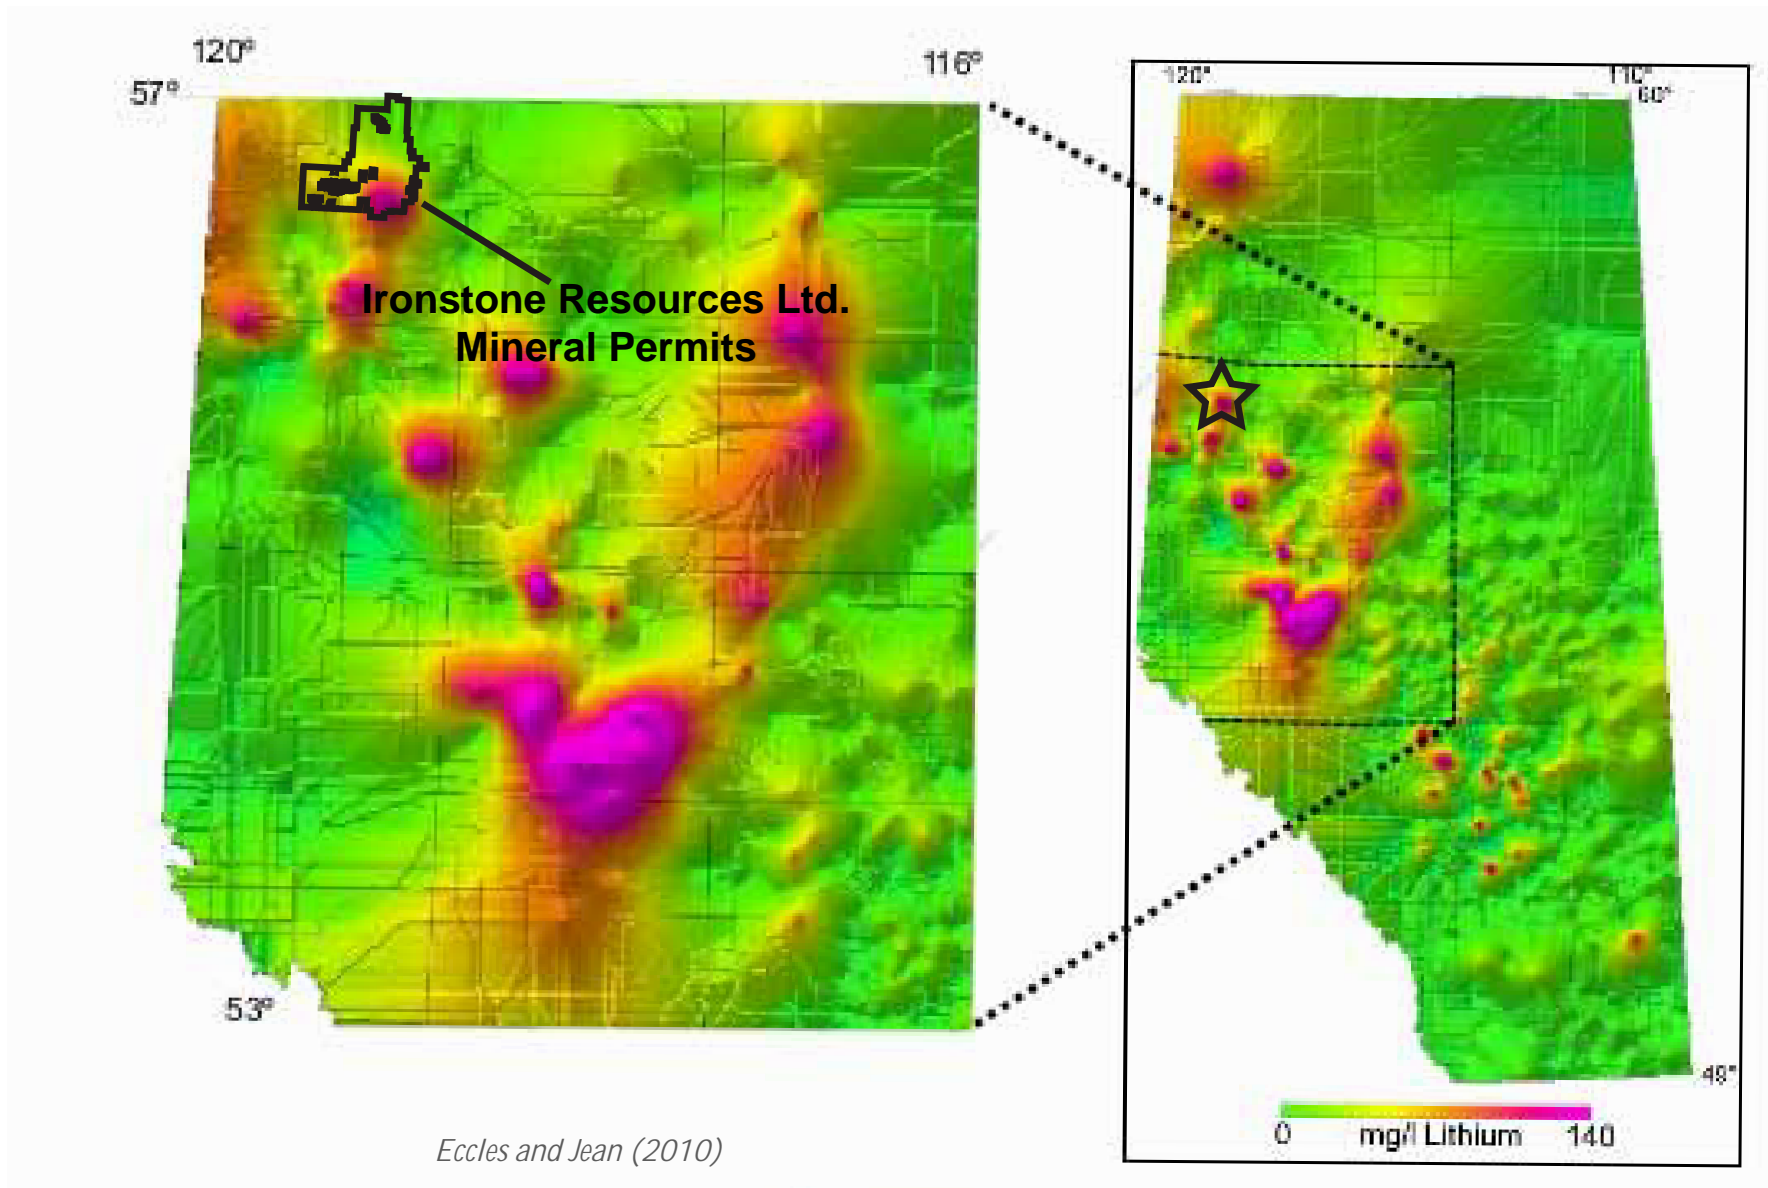 120°
116°
57°
Ironstone Resources Ltd.
Mineral Permits
53°
Eccles and Jean (2010)
120°
110°
60°
49°
0
mg/l Lithium
140